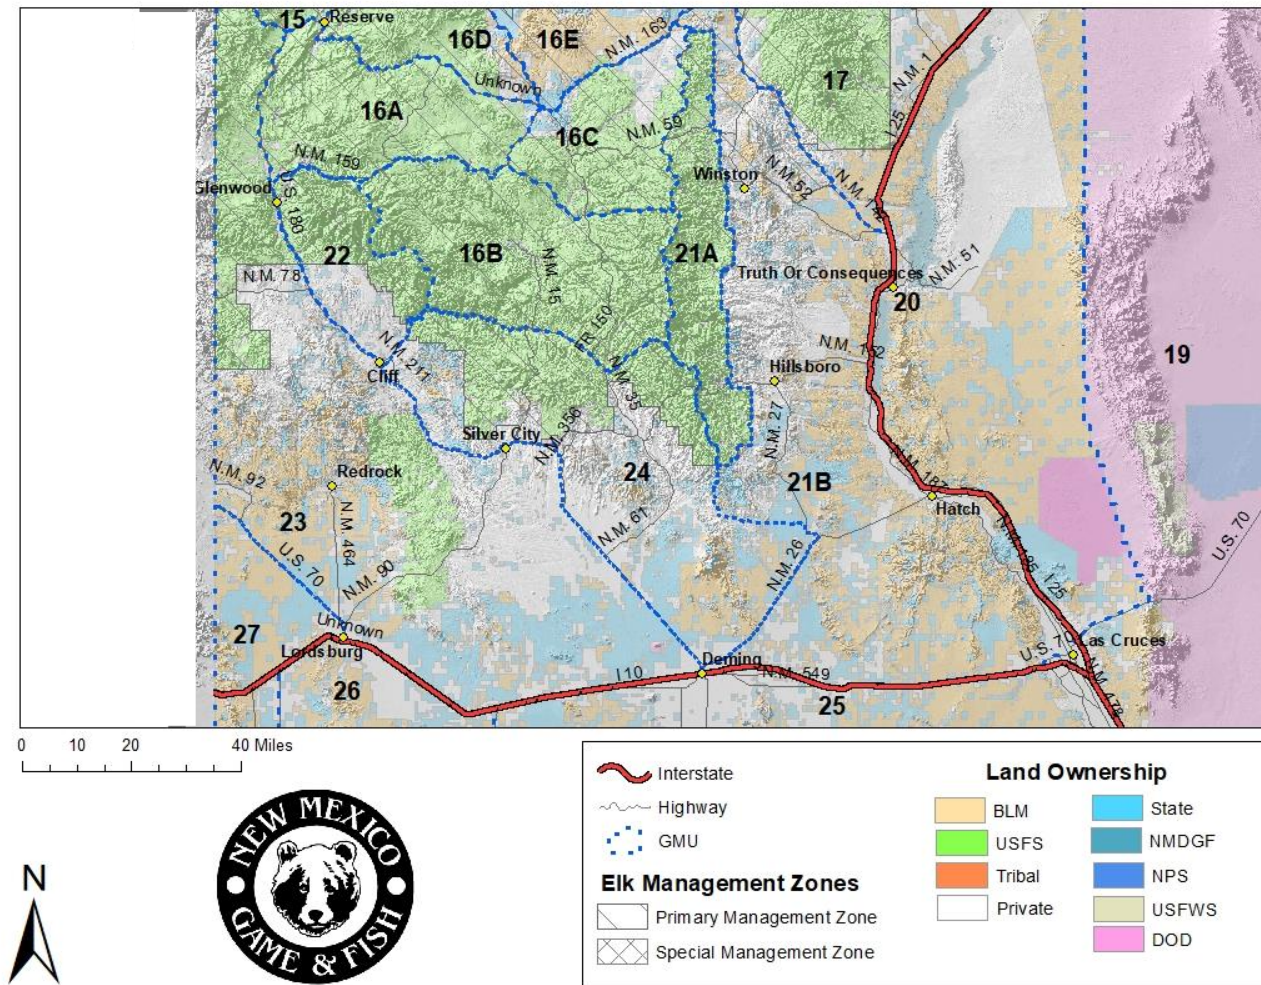 15
Reserve
16D
16E
N.M. 163
17
N.M. 1
I 25
Unknown
16A
16C
N.M. 59
N.M. 159
Glenwood
U.S. 180
Winston
N.M. 52
N.M. 142
22
16B
21A
N.M. 78
N.M. 15
Truth Or Consequences
N.M. 51
20
FR 150
N.M. 152
19
N.M. 211
Cliff
N.M. 35
Hillsboro
N.M. 27
Silver City
N.M. 356
24
21B
N.M. 187
Hatch
N.M. 92
Redrock
23
N.M. 464
N.M. 61
N.M. 26
U.S. 70
U.S. 70
N.M. 90
N.M. 185
I 25
Unknown
27
Lordsburg
Deming
U.S. 70
Las Cruces
26
I 10
N.M. 549
25
N.M. 478
0 10 20 40 Miles
N
NEW MEXICO
GAME & FISH
Interstate
Highway
GMU
Elk Management Zones
Primary Management Zone
Special Management Zone
Land Ownership
BLM
USFS
Tribal
Private
State
NMDGF
NPS
USFWS
DOD